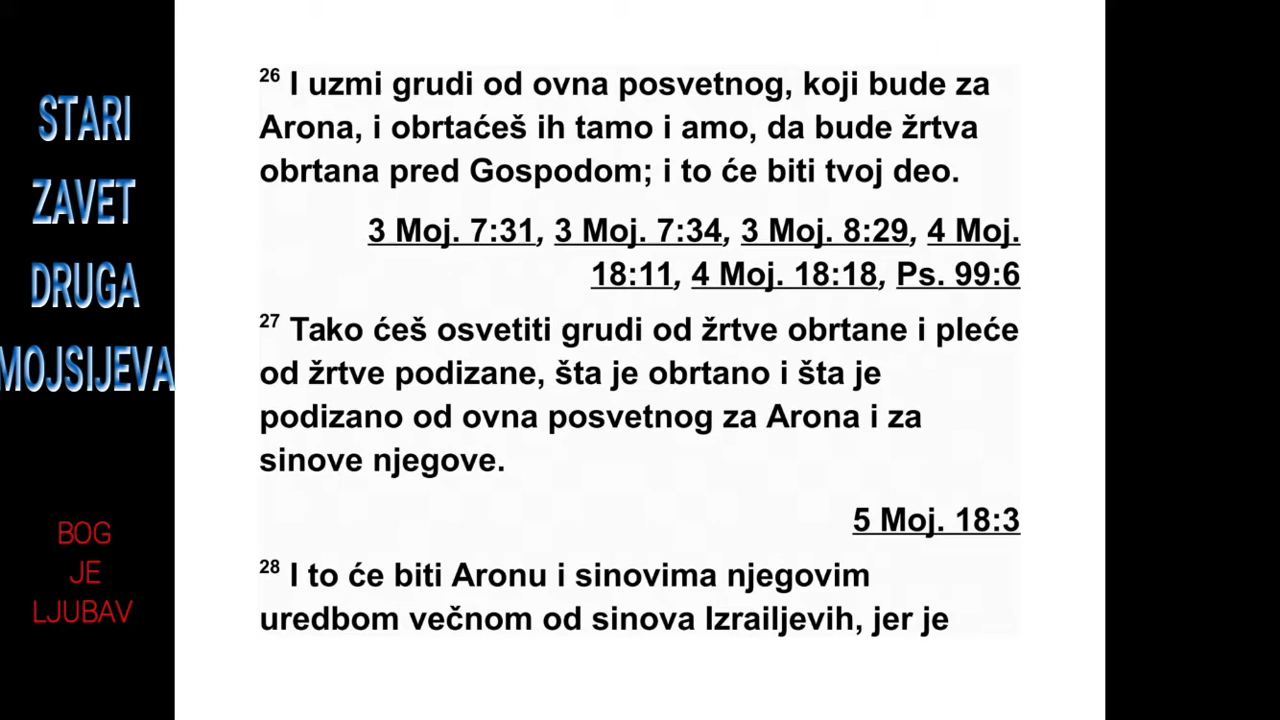 STARI
ZAVET
DRUGA
MOJSIJEVA
BOG
JE
LJUBAV
26 I uzmi grudi od ovna posvetnog, koji bude za
Arona, i obrtaćeš ih tamo i amo, da bude žrtva
obrtana pred Gospodom; i to će biti tvoj deo.
3 Moj. 7:31, 3 Moj. 7:34, 3 Moj. 8:29, 4 Moj.
18:11, 4 Moj. 18:18, Ps. 99:6
27 Tako ćeš osvetiti grudi od žrtve obrtane i pleće
od žrtve podizane, šta je obrtano i šta je
podizano od ovna posvetnog za Arona i za
sinove njegove.
5 Moj. 18:3
28 I to će biti Aronu i sinovima njegovim
uredbom večnom od sinova Izrailjevih, jer je